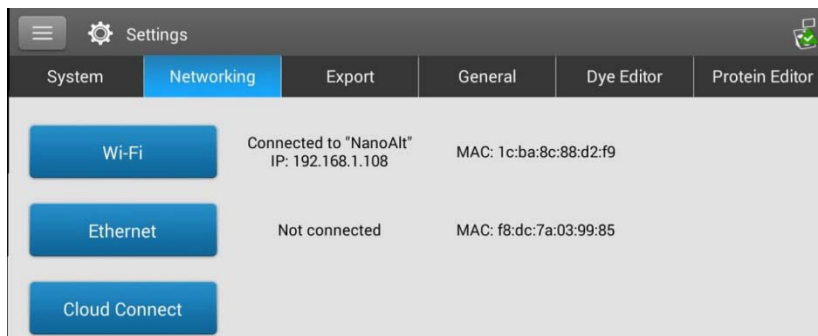 Settings
System Networking Export General Dye Editor Protein Editor
Wi-Fi
Connected to "NanoAlt"
IP: 192.168.1.108
MAC: 1c:ba:8c:88:d2:f9
Ethernet
Not connected
MAC: f8:dc:7a:03:99:85
Cloud Connect